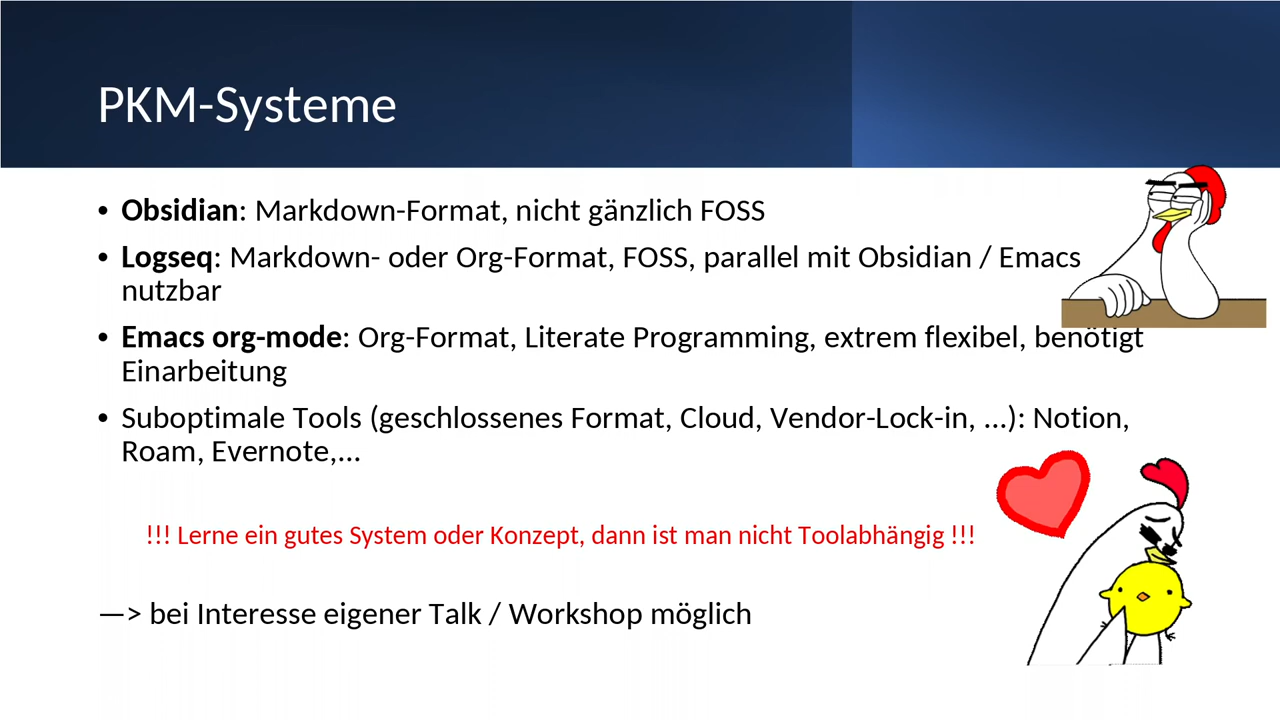 PKM-Systeme
• Obsidian: Markdown-Format, nicht gänzlich FOSS
• Logseq: Markdown- oder Org-Format, FOSS, parallel mit Obsidian / Emacs
nutzbar
• Emacs org-mode: Org-Format, Literate Programming, extrem flexibel, benötigt
Einarbeitung
• Suboptimale Tools (geschlossenes Format, Cloud, Vendor-Lock-in, ...): Notion,
Roam, Evernote,...
!!! Lerne ein gutes System oder Konzept, dann ist man nicht Toolabhängig !!!
—> bei Interesse eigener Talk / Workshop möglich